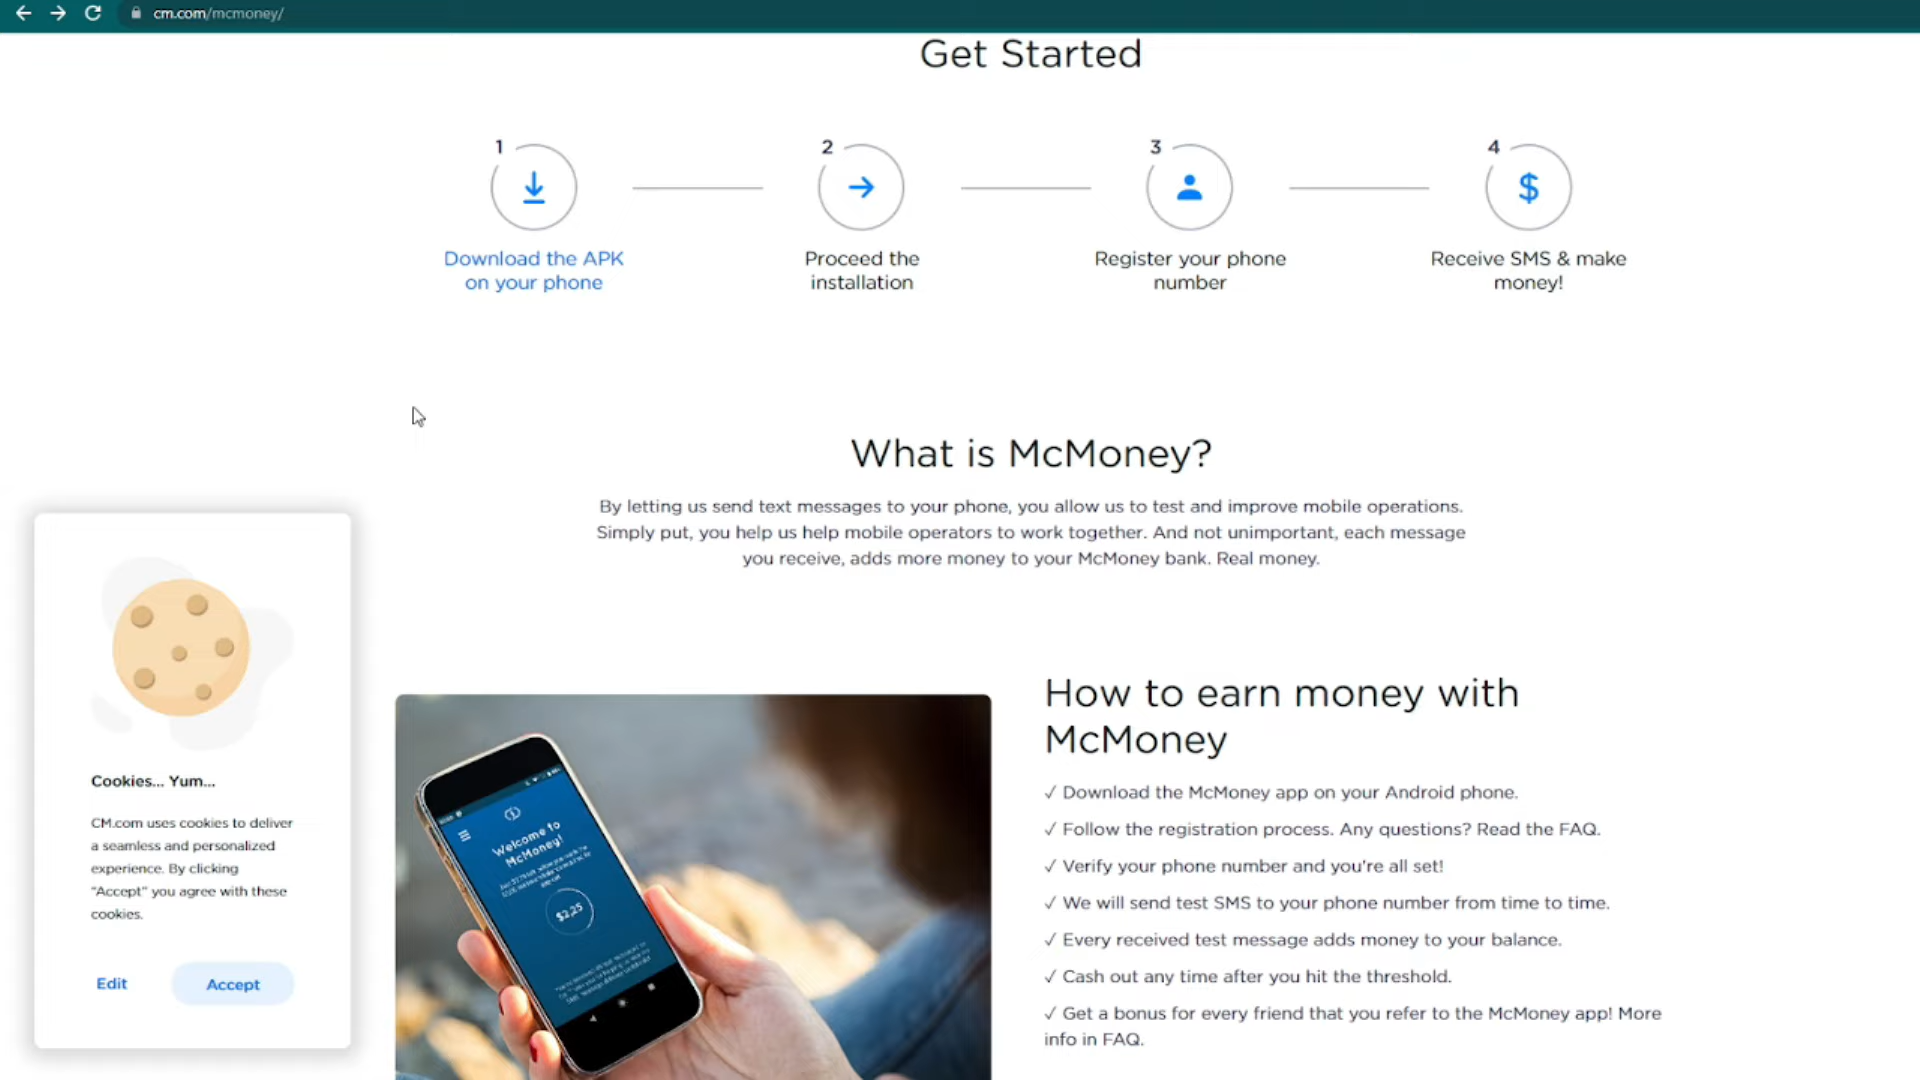 cm.com/mcmoney/
Get Started
1
2
3
4
Download the APK
on your phone
Proceed the
installation
Register your phone
number
Receive SMS & make
money!
What is McMoney?
By letting us send text messages to your phone, you allow us to test and improve mobile operations.
Simply put, you help us help mobile operators to work together. And not unimportant, each message
you receive, adds more money to your McMoney bank. Real money.
Cookies... Yum...
CM.com uses cookies to deliver
a seamless and personalized
experience. By clicking
"Accept" you agree with these
cookies.
Edit
Accept
Welcome to
McMoney!
$2,25
How to earn money with
McMoney
✓ Download the McMoney app on your Android phone.
✓ Follow the registration process. Any questions? Read the FAQ.
✓ Verify your phone number and you're all set!
✓ We will send test SMS to your phone number from time to time.
✓ Every received test message adds money to your balance.
✓ Cash out any time after you hit the threshold.
✓ Get a bonus for every friend that you refer to the McMoney app! More
info in FAQ.